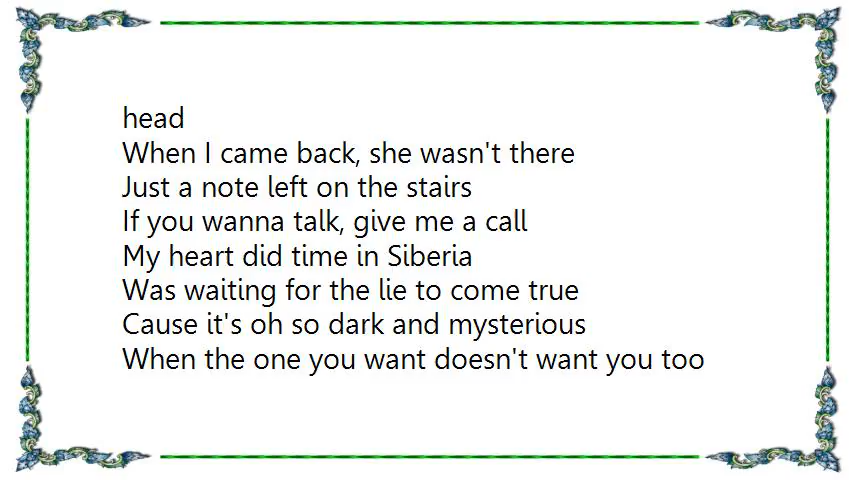 head
When I came back, she wasn't there
Just a note left on the stairs
If you wanna talk, give me a call
My heart did time in Siberia
Was waiting for the lie to come true
Cause it's oh so dark and mysterious
When the one you want doesn't want you too